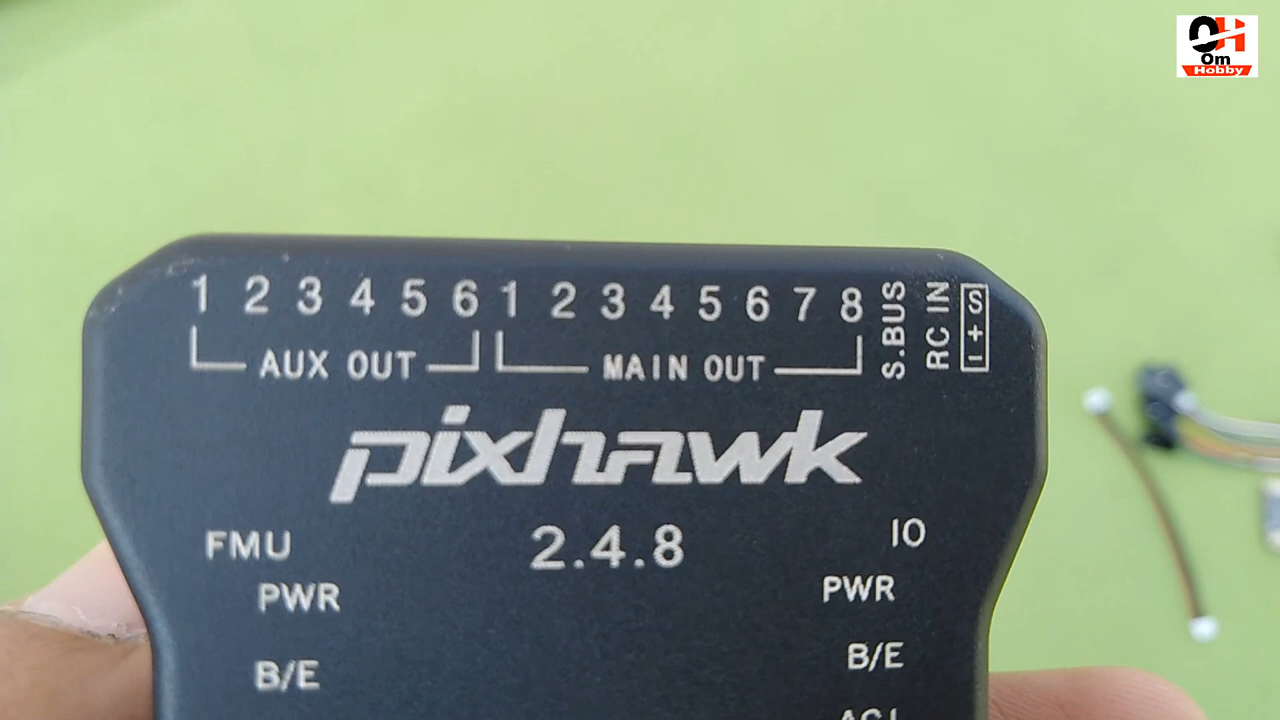 OH
Om
Hobby
1 2 3 4 5 6 1 2 3 4 5 6 7 8 S.BUS RC IN S + -
AUX OUT MAIN OUT
pixhawk
2.4.8
FMU IO
PWR PWR
B/E B/E